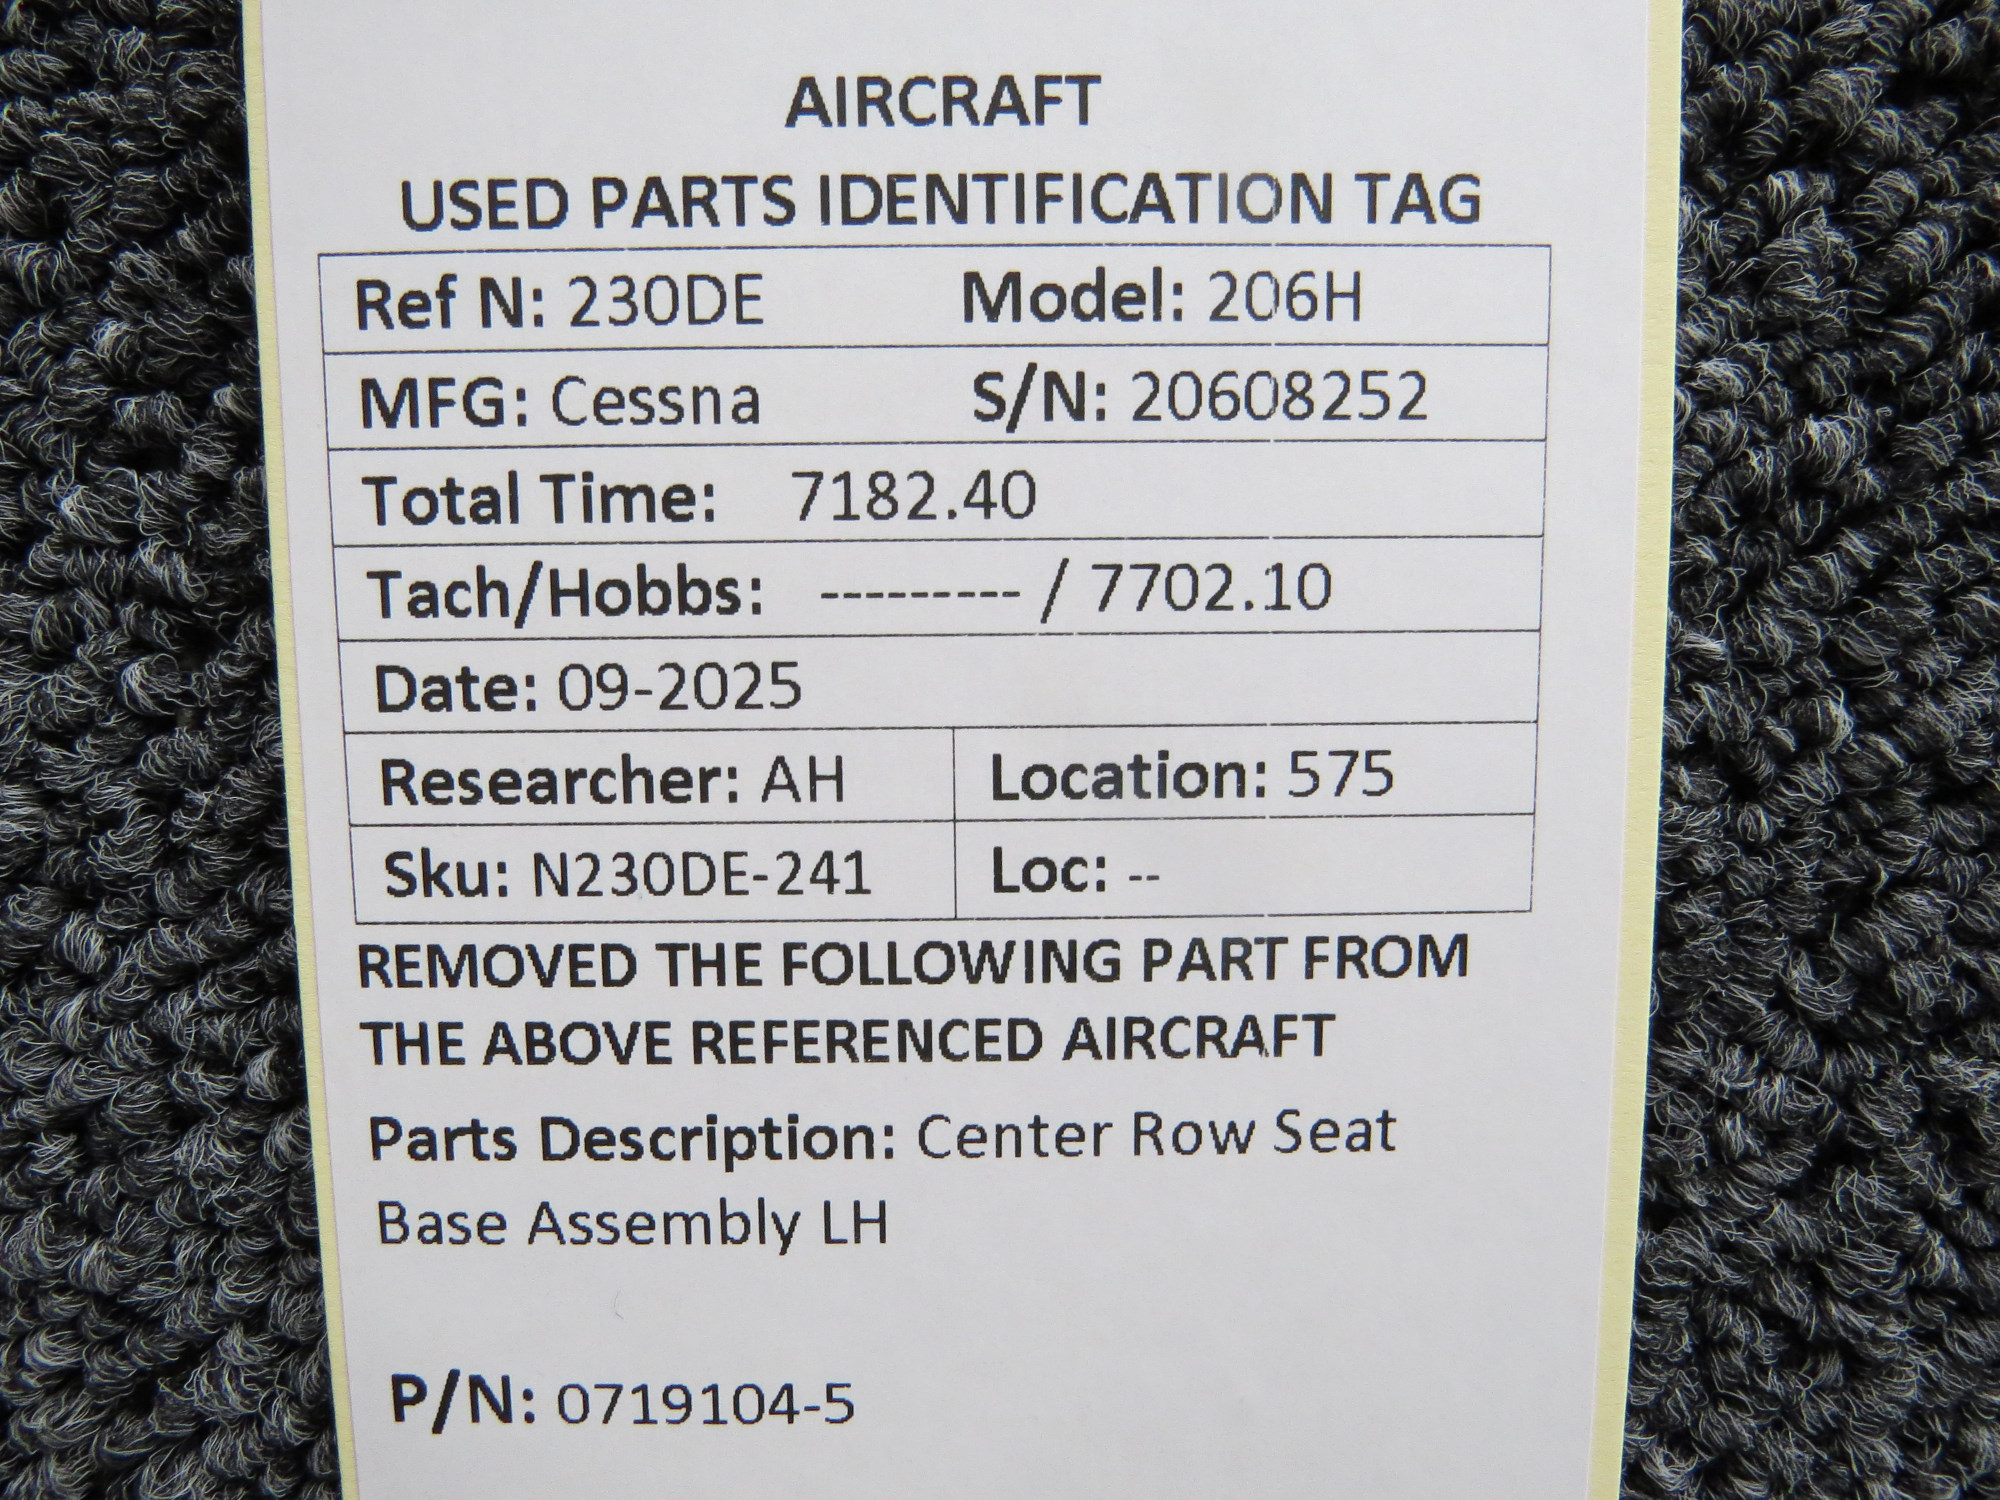 AIRCRAFT
USED PARTS IDENTIFICATION TAG
Ref N: 230DE Model: 206H
MFG: Cessna S/N: 20608252
Total Time: 7182.40
Tach/Hobbs: --------- / 7702.10
Date: 09-2025
Researcher: AH Location: 575
Sku: N230DE-241 Loc: --
REMOVED THE FOLLOWING PART FROM
THE ABOVE REFERENCED AIRCRAFT
Parts Description: Center Row Seat
Base Assembly LH
P/N: 0719104-5